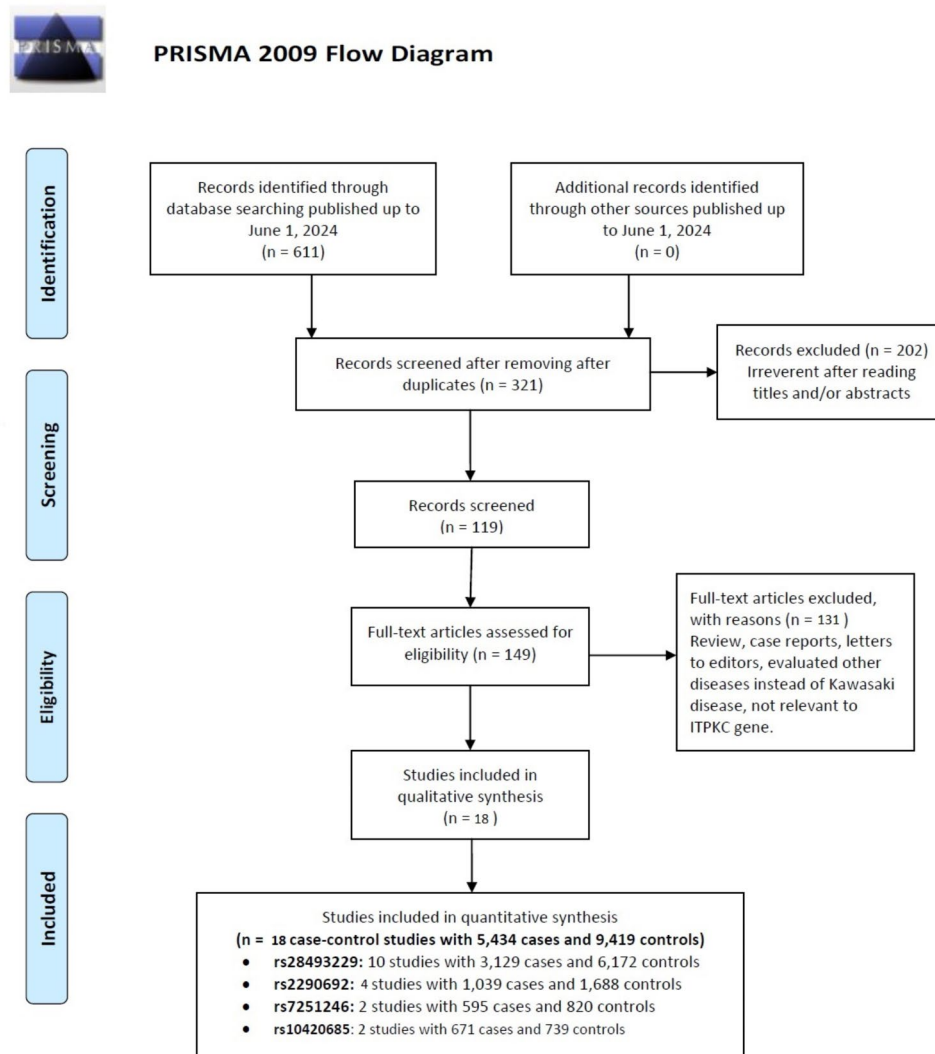 PRISMA
PRISMA 2009 Flow Diagram
Identification
Records identified through
database searching published up to
June 1, 2024
(n = 611)
Additional records identified
through other sources published up
to June 1, 2024
(n = 0)
Records screened after removing after
duplicates (n = 321)
Records excluded (n = 202)
Irreverent after reading
titles and/or abstracts
Screening
Records screened
(n = 119)
Eligibility
Full-text articles assessed for
eligibility (n = 149)
Full-text articles excluded,
with reasons (n = 131 )
Review, case reports, letters
to editors, evaluated other
diseases instead of Kawasaki
disease, not relevant to
ITPKC gene.
Studies included in
qualitative synthesis
(n = 18 )
Included
Studies included in quantitative synthesis
(n = 18 case-control studies with 5,434 cases and 9,419 controls)
• rs28493229: 10 studies with 3,129 cases and 6,172 controls
• rs2290692: 4 studies with 1,039 cases and 1,688 controls
• rs7251246: 2 studies with 595 cases and 820 controls
• rs10420685: 2 studies with 671 cases and 739 controls